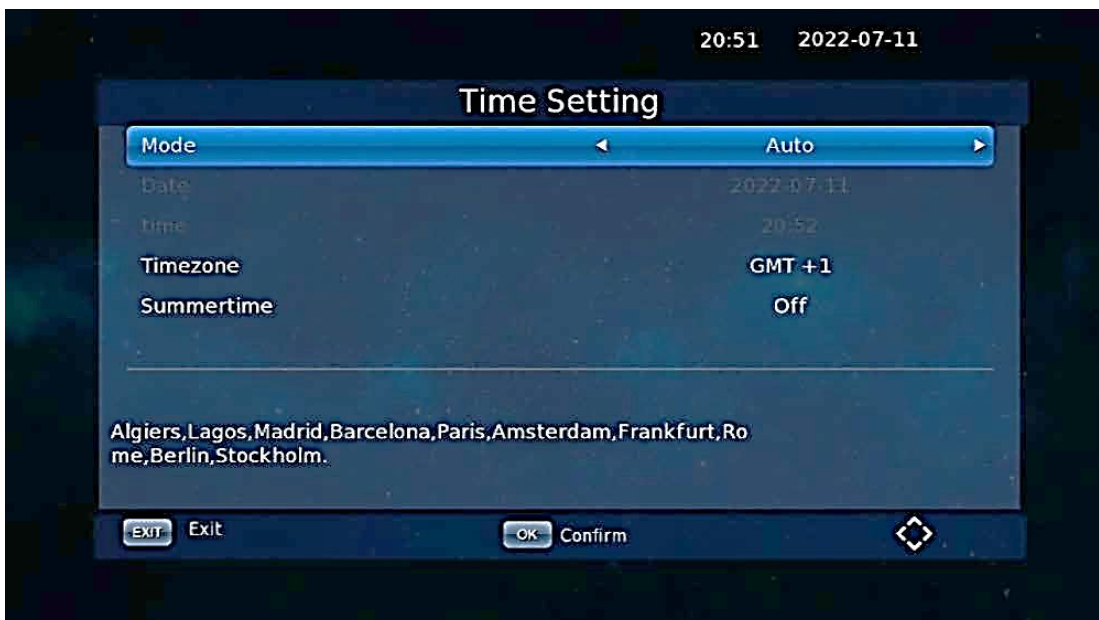 20:51 2022-07-11
Time Setting
Mode Auto
Date 2022-07-11
time 20:52
Timezone GMT +1
Summertime Off
Algiers,Lagos,Madrid,Barcelona,Paris,Amsterdam,Frankfurt,Ro
me,Berlin,Stockholm.
EXIT Exit OK Confirm